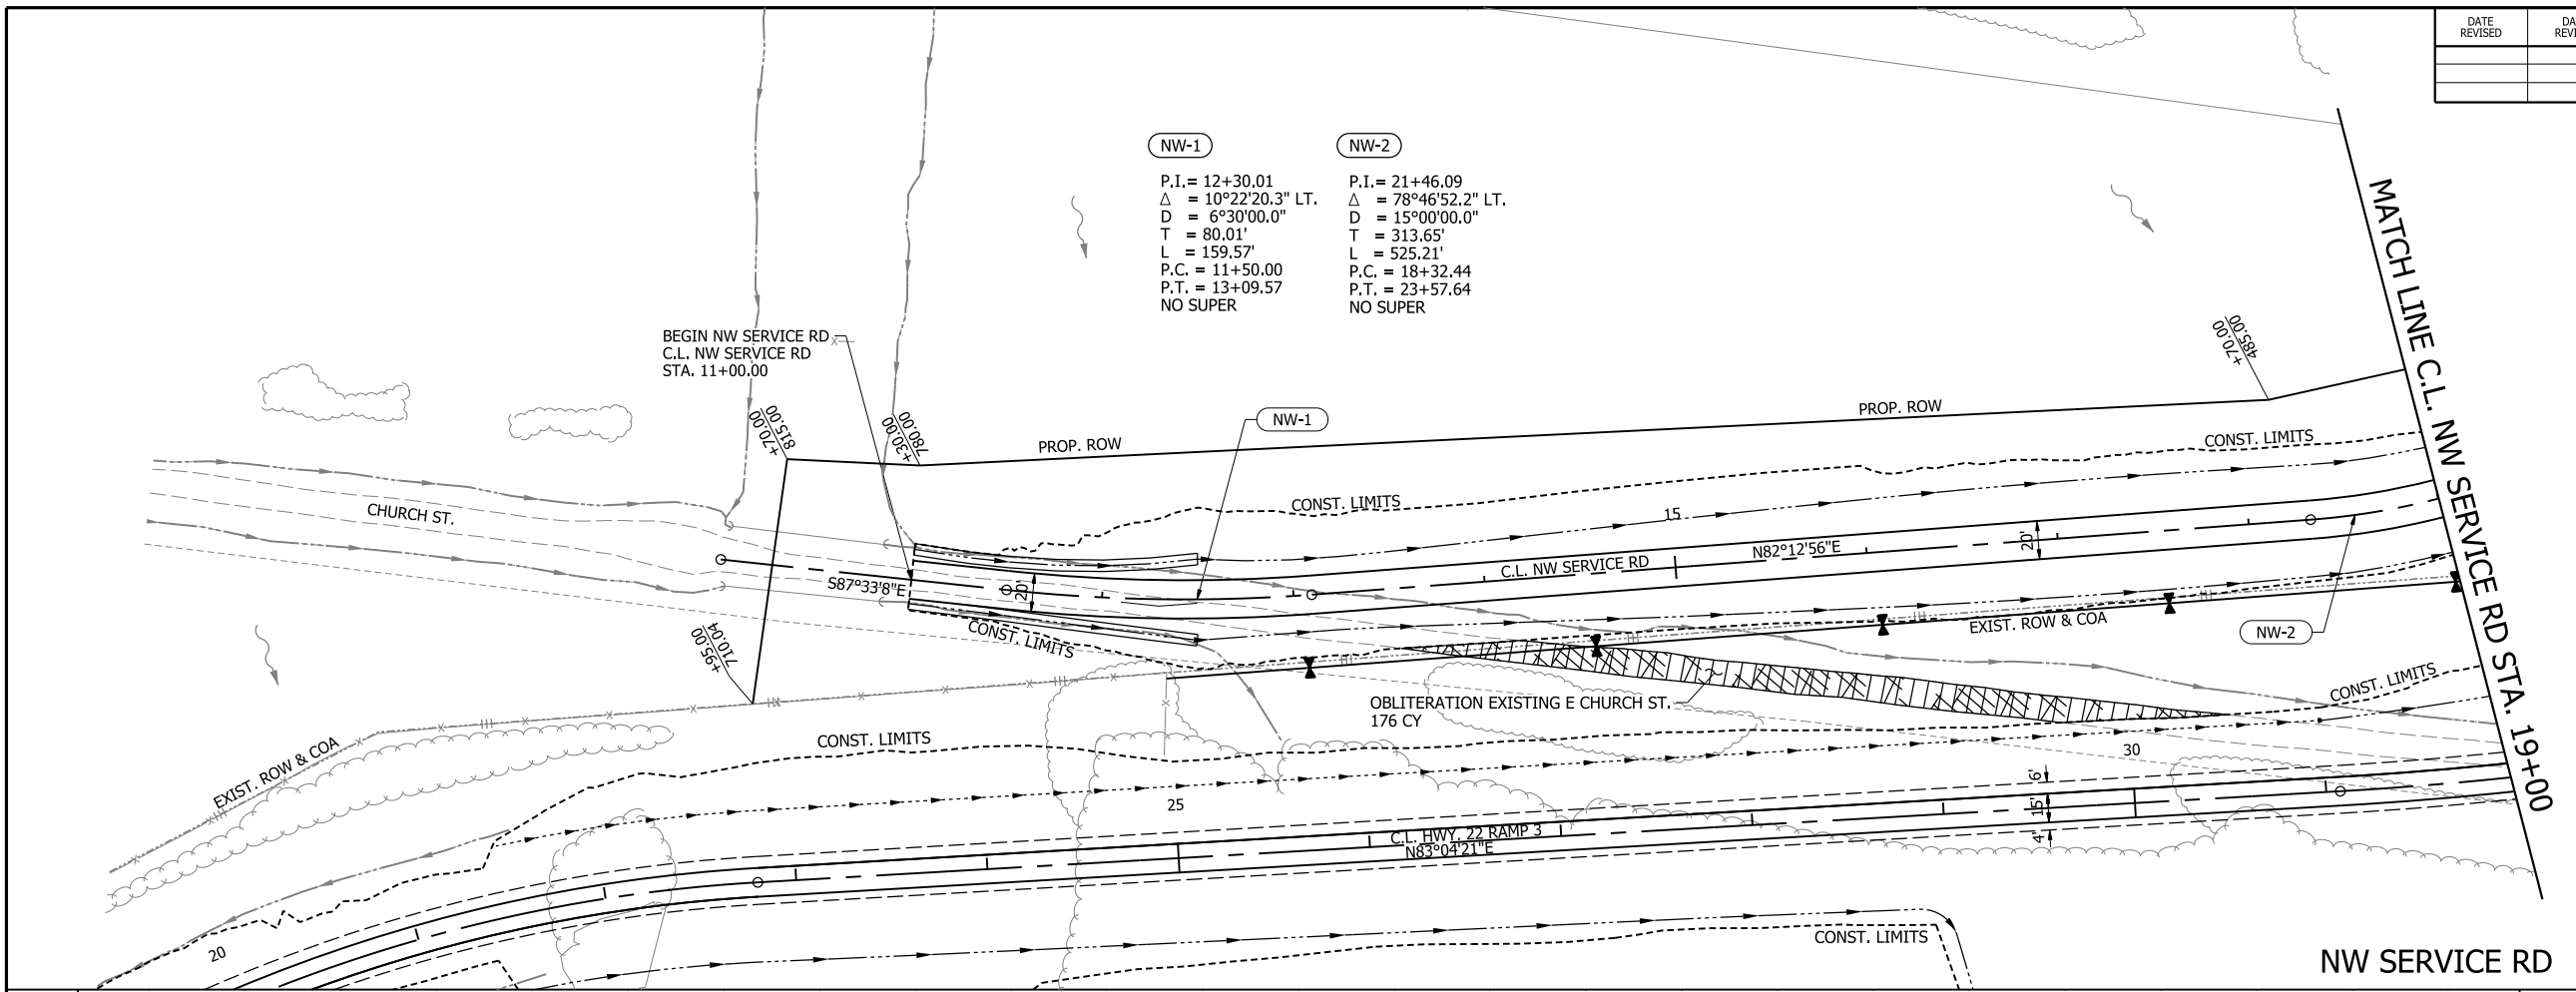 DATE REVISED
DA REVI
NW-1
P.I.= 12+30.01
Δ = 10°22'20.3" LT.
D = 6°30'00.0"
T = 80.01'
L = 159.57'
P.C. = 11+50.00
P.T. = 13+09.57
NO SUPER
NW-2
P.I.= 21+46.09
Δ = 78°46'52.2" LT.
D = 15°00'00.0"
T = 313.65'
L = 525.21'
P.C. = 18+32.44
P.T. = 23+57.64
NO SUPER
BEGIN NW SERVICE RD
C.L. NW SERVICE RD
STA. 11+00.00
+70.00
815.00
+30.00
780.00
NW-1
PROP. ROW
PROP. ROW
+70.00
485.00
MATCH LINE C.L. NW SERVICE RD STA. 19+00
CONST. LIMITS
CONST. LIMITS
CHURCH ST.
15
S87°33'8"E
20'
C.L. NW SERVICE RD
N82°12'56"E
20'
CONST. LIMITS
EXIST. ROW & COA
NW-2
+95.00
710.04
OBLITERATION EXISTING E CHURCH ST.
176 CY
CONST. LIMITS
EXIST. ROW & COA
CONST. LIMITS
30
25
6'
15'
4'
C.L. HWY. 22 RAMP 3
N83°04'21"E
20
CONST. LIMITS
NW SERVICE RD